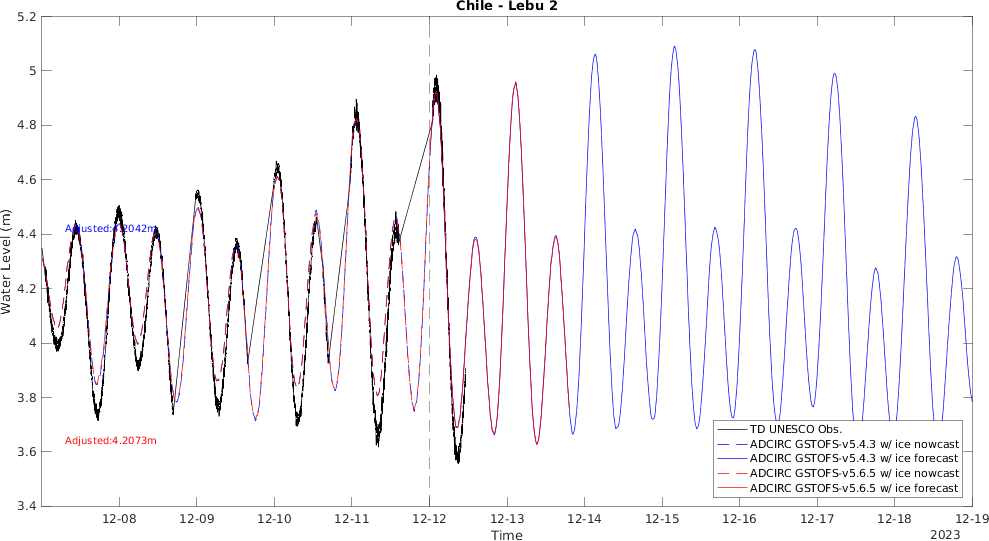 Chile - Lebu 2
5.2
5
4.8
4.6
4.4
4.2
4
3.8
3.6
3.4
Water Level (m)
Adjusted:4.2042m
Adjusted:4.2073m
TD UNESCO Obs.
ADCIRC GSTOFS-v5.4.3 w/ ice nowcast
ADCIRC GSTOFS-v5.4.3 w/ ice forecast
ADCIRC GSTOFS-v5.6.5 w/ ice nowcast
ADCIRC GSTOFS-v5.6.5 w/ ice forecast
12-08 12-09 12-10 12-11 12-12 12-13 12-14 12-15 12-16 12-17 12-18 12-19
Time
2023